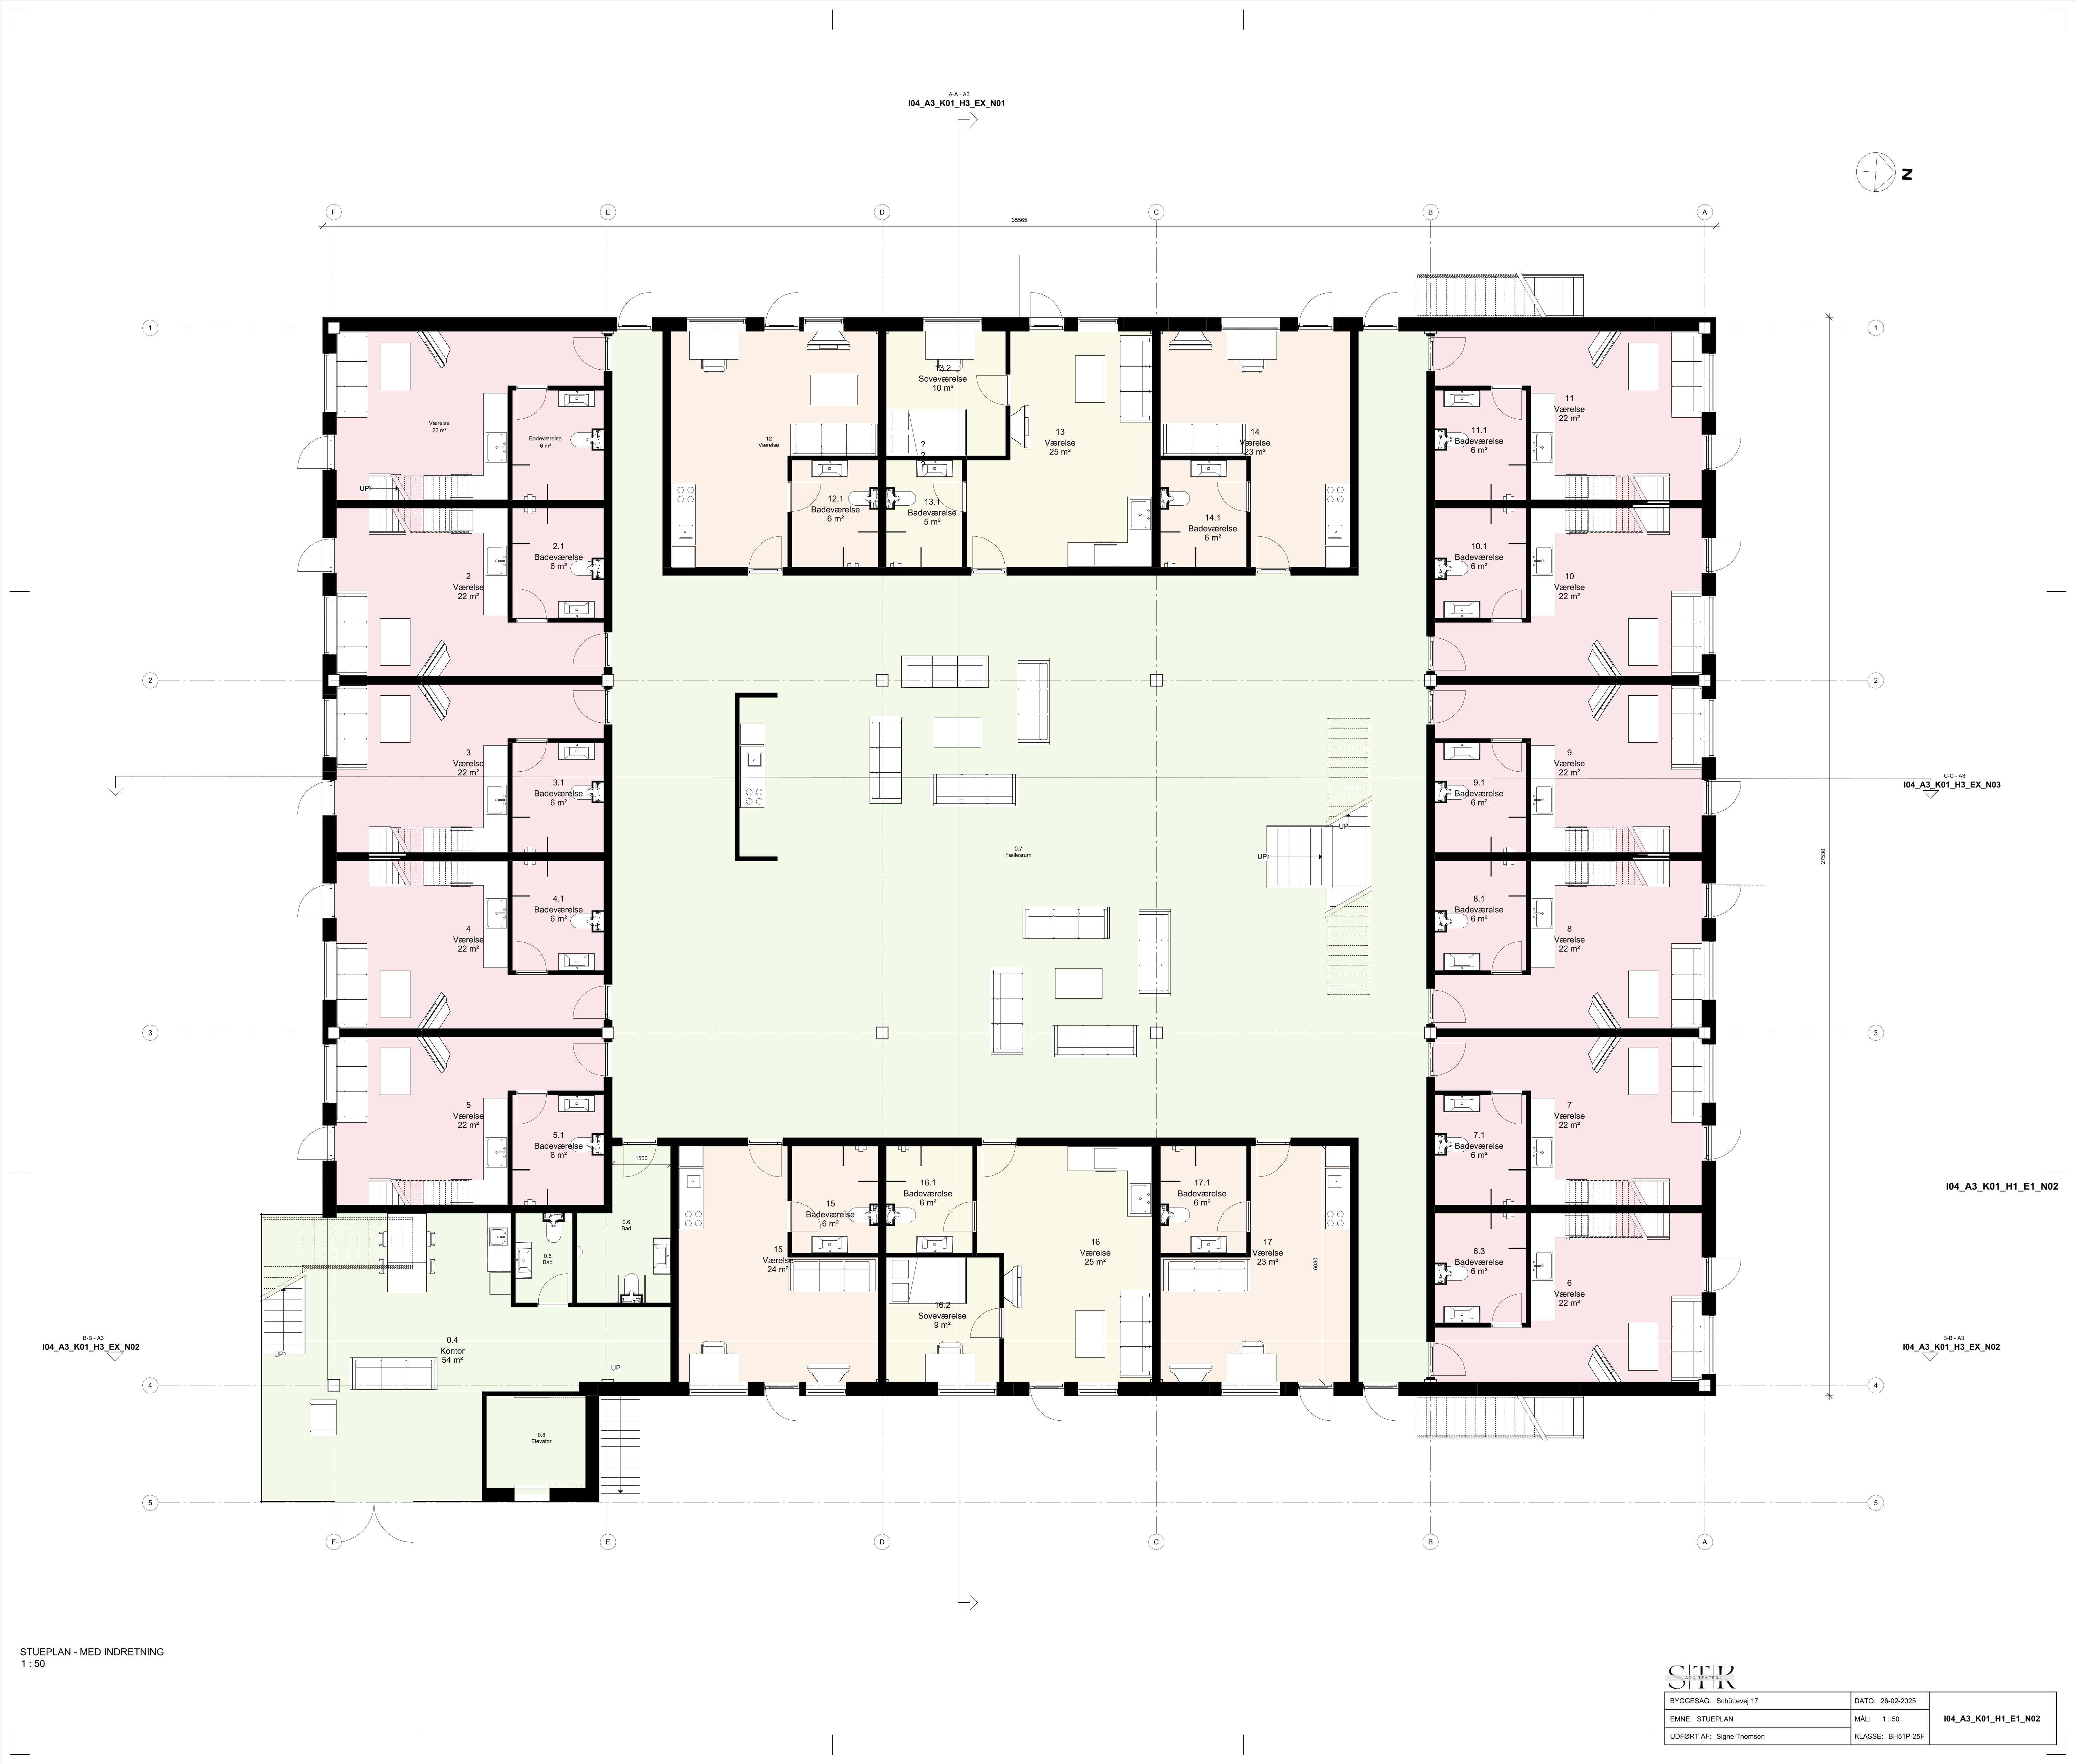 A-A - A3
I04_A3_K01_H3_EX_N01
N
F
E
D
C
B
A
35565
1
1
13.2
Soveværelse
10 m²
11
Værelse
22 m²
Værelse
22 m²
Badeværelse
6 m²
12
Værelse
?
?
?
13
Værelse
25 m²
14
Værelse
23 m²
11.1
Badeværelse
6 m²
UP
12.1
Badeværelse
6 m²
13.1
Badeværelse
5 m²
14.1
Badeværelse
6 m²
2.1
Badeværelse
6 m²
10.1
Badeværelse
6 m²
2
Værelse
22 m²
10
Værelse
22 m²
2
2
3
Værelse
22 m²
9
Værelse
22 m²
3.1
Badeværelse
6 m²
9.1
Badeværelse
6 m²
C-C - A3
I04_A3_K01_H3_EX_N03
UP
UP
0.7
Fællesrum
27530
4.1
Badeværelse
6 m²
8.1
Badeværelse
6 m²
4
Værelse
22 m²
8
Værelse
22 m²
3
3
5
Værelse
22 m²
7
Værelse
22 m²
5.1
Badeværelse
6 m²
1500
7.1
Badeværelse
6 m²
16.1
Badeværelse
6 m²
17.1
Badeværelse
6 m²
I04_A3_K01_H1_E1_N02
15
Badeværelse
6 m²
0.6
Bad
0.5
Bad
15
Værelse
24 m²
16
Værelse
25 m²
17
Værelse
23 m²
6030
6.3
Badeværelse
6 m²
6
Værelse
22 m²
16.2
Soveværelse
9 m²
B-B - A3
I04_A3_K01_H3_EX_N02
0.4
Kontor
54 m²
UP
UP
B-B - A3
I04_A3_K01_H3_EX_N02
4
4
0.8
Elevator
5
5
F
E
D
C
B
A
STUEPLAN - MED INDRETNING
1 : 50
STK
ARKITEKTER
BYGGESAG: Schüttevej 17
DATO: 26-02-2025
EMNE: STUEPLAN
MÅL: 1 : 50
I04_A3_K01_H1_E1_N02
UDFØRT AF: Signe Thomsen
KLASSE: BH51P-25F